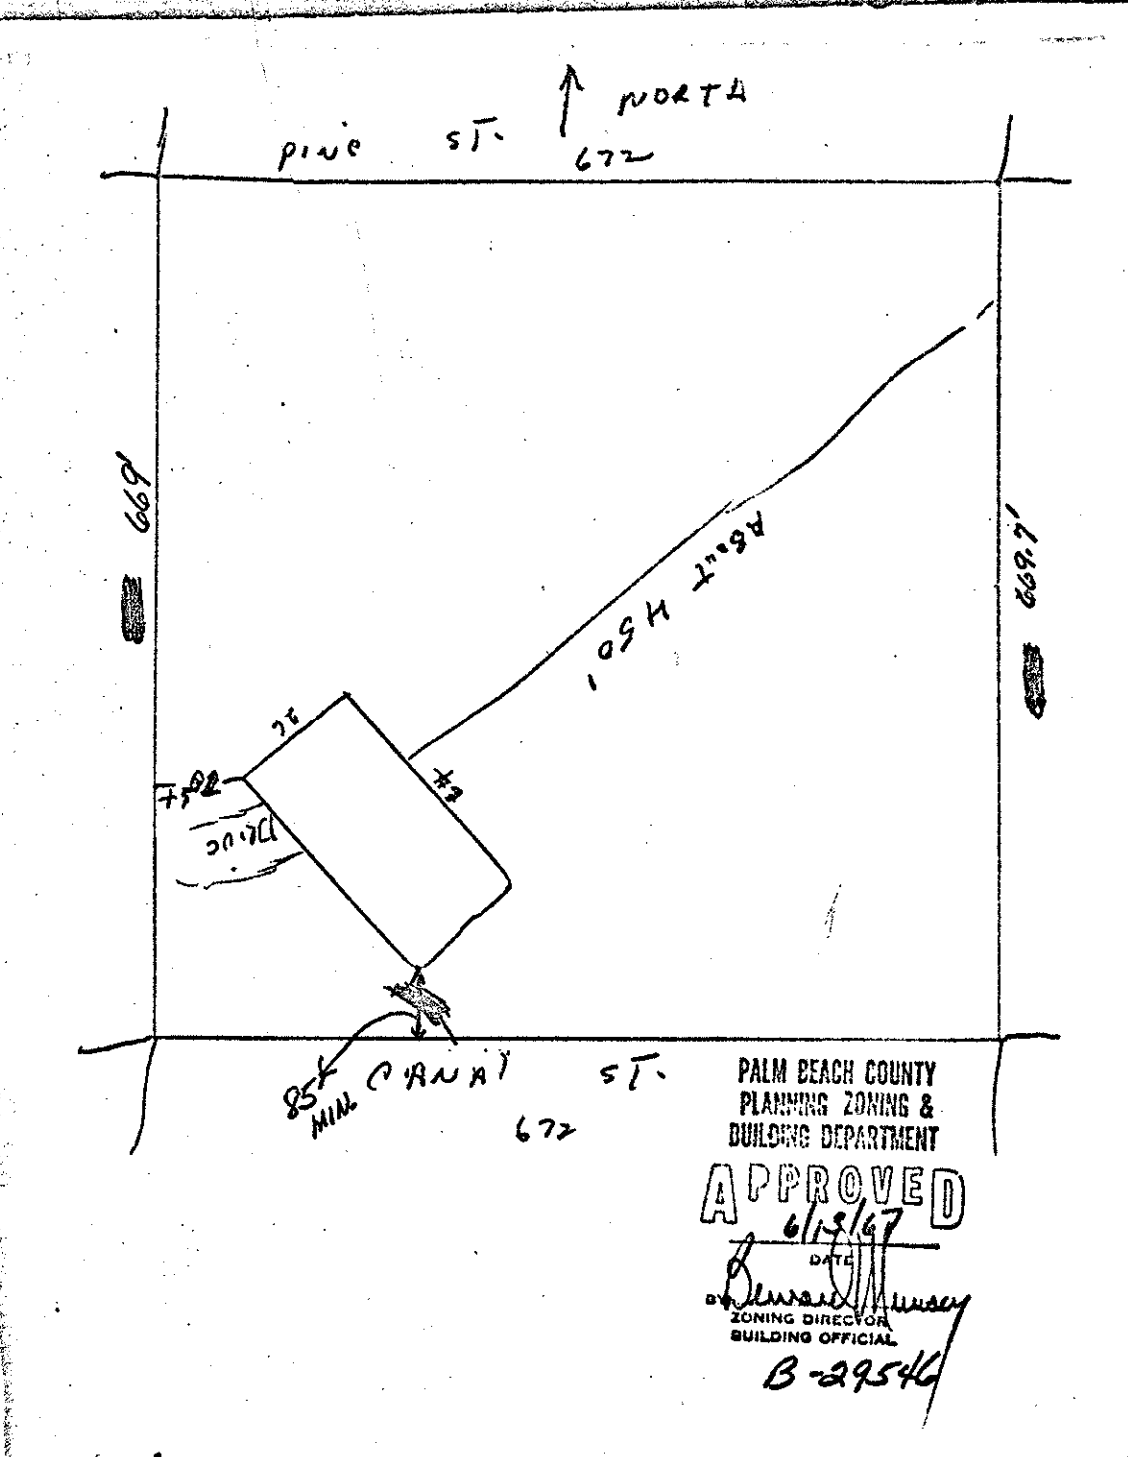 NORTH
Pine ST.
672
669'
669.7'
About 450'
26
Drive
85' MIN
CANAl ST.
672
PALM BEACH COUNTY
PLANNING ZONING &
BUILDING DEPARTMENT
APPROVED
6/13/67
DATE
BY
ZONING DIRECTOR
BUILDING OFFICIAL
B-29546